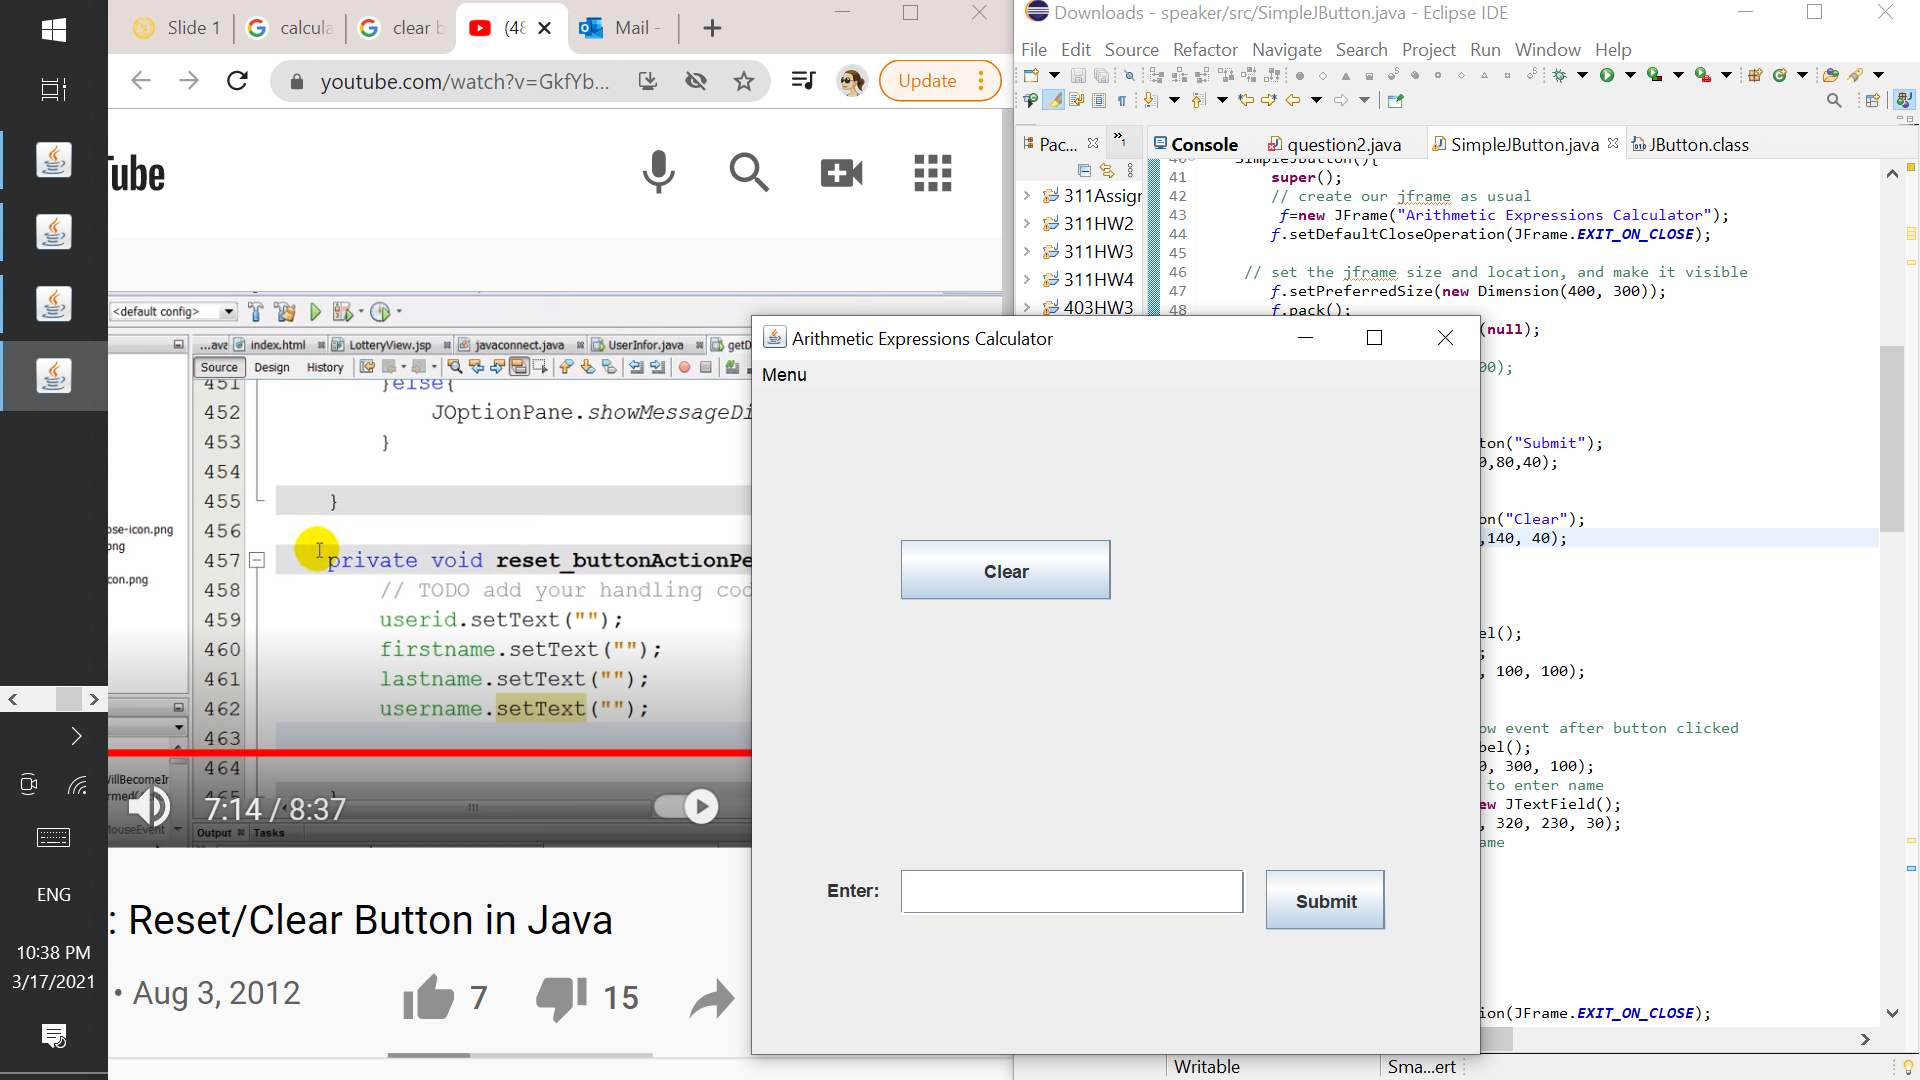 Slide 1
calcula
clear b
(48
Mail -
youtube.com/watch?v=GkfYb...
Update
Tube
<default config>
...ava
index.html
LotteryView.jsp
javaconnect.java
UserInfor.java
getD
Source
Design
History
451 }else{
452 JOptionPane.showMessageDi
453 }
454
455 }
456
457 private void reset_buttonActionPe
458 // TODO add your handling cod
459 userid.setText("");
460 firstname.setText("");
461 lastname.setText("");
462 username.setText("");
463
464
465 }
ose-icon.png
ong
con.png
VillBecomeIn
7:14 / 8:37
Output
Tasks
: Reset/Clear Button in Java
• Aug 3, 2012
7
15
ENG
10:38 PM
3/17/2021
Downloads - speaker/src/SimpleJButton.java - Eclipse IDE
File Edit Source Refactor Navigate Search Project Run Window Help
Pac...
»1
Console
question2.java
SimpleJButton.java
JButton.class
311Assign
311HW2
311HW3
311HW4
403HW3
40 SimpleJButton(){
41 super();
42 // create our jframe as usual
43 f=new JFrame("Arithmetic Expressions Calculator");
44 f.setDefaultCloseOperation(JFrame.EXIT_ON_CLOSE);
45
46 // set the jframe size and location, and make it visible
47 f.setPreferredSize(new Dimension(400, 300));
48 f.pack();
(null);
00);
ton("Submit");
0,80,40);
on("Clear");
,140, 40);
el();
;
, 100, 100);
ow event after button clicked
bel();
0, 300, 100);
to enter name
ew JTextField();
, 320, 230, 30);
ame
ion(JFrame.EXIT_ON_CLOSE);
Writable
Sma...ert
Arithmetic Expressions Calculator
Menu
Clear
Enter:
Submit